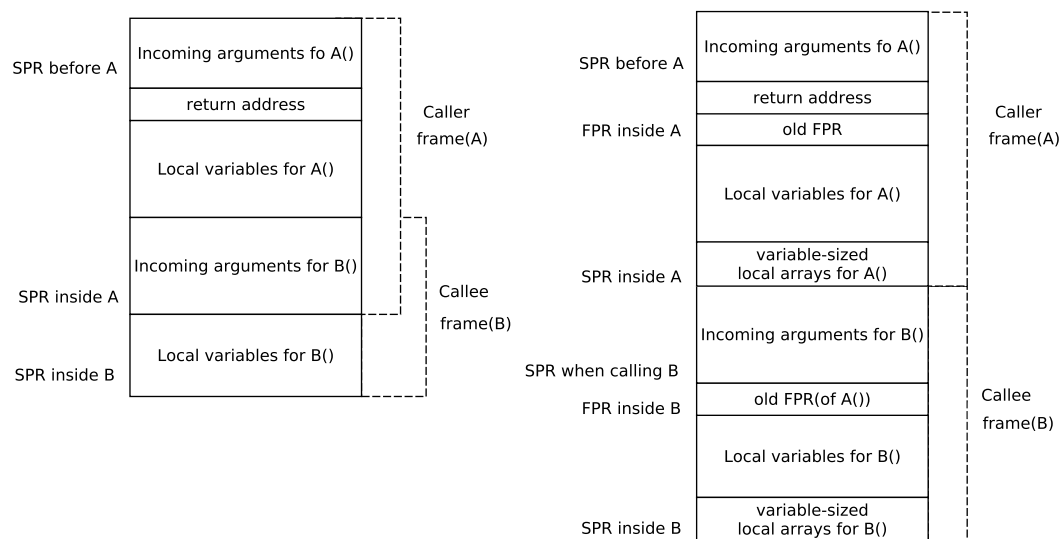 Incoming arguments fo A()
SPR before A
return address
Caller
frame(A)
Local variables for A()
Incoming arguments for B()
SPR inside A
Callee
frame(B)
Local variables for B()
SPR inside B
Incoming arguments fo A()
SPR before A
return address
Caller
FPR inside A
old FPR
frame(A)
Local variables for A()
variable-sized
local arrays for A()
SPR inside A
Incoming arguments for B()
SPR when calling B
old FPR(of A())
Callee
FPR inside B
frame(B)
Local variables for B()
variable-sized
local arrays for B()
SPR inside B